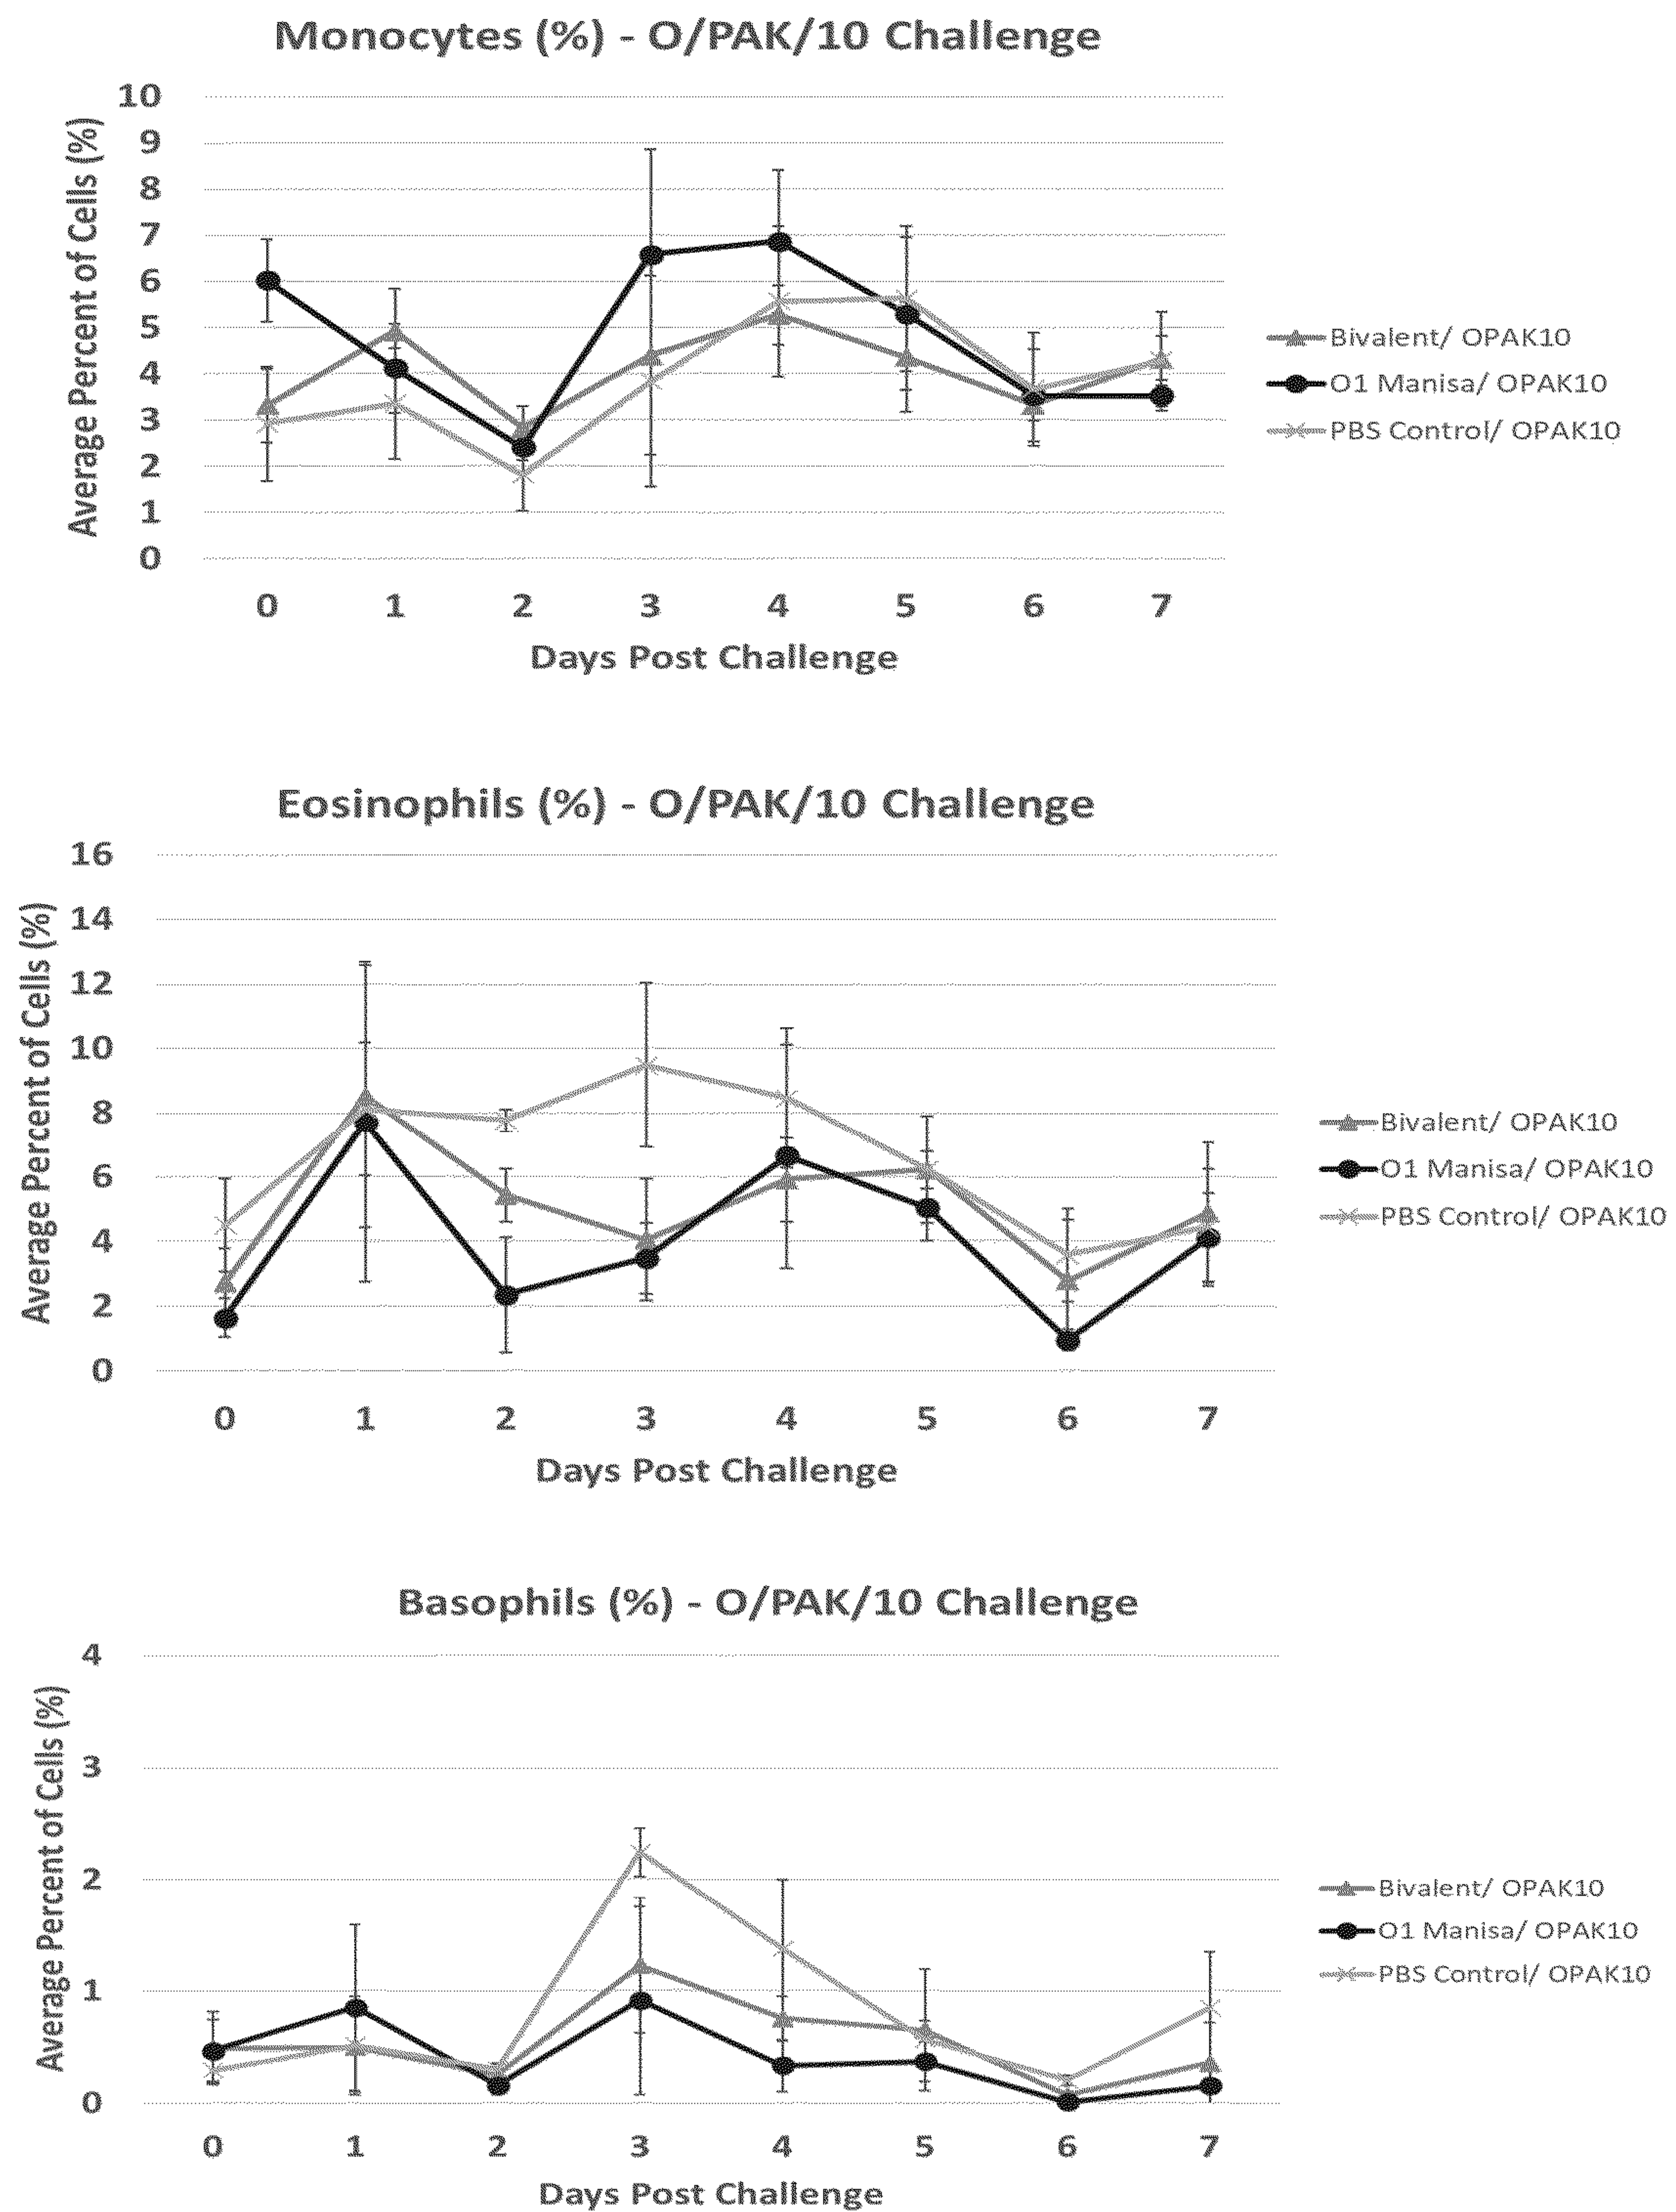 Monocytes (%) - O/PAK/10 Challenge
Average Percent of Cells (%)
10
9
8
7
6
5
4
3
2
1
0
0 1 2 3 4 5 6 7
Days Post Challenge
Bivalent/ OPAK10
O1 Manisa/ OPAK10
PBS Control/ OPAK10
Eosinophils (%) - O/PAK/10 Challenge
Average Percent of Cells (%)
16
14
12
10
8
6
4
2
0
0 1 2 3 4 5 6 7
Days Post Challenge
Bivalent/ OPAK10
O1 Manisa/ OPAK10
PBS Control/ OPAK10
Basophils (%) - O/PAK/10 Challenge
Average Percent of Cells (%)
4
3
2
1
0
0 1 2 3 4 5 6 7
Days Post Challenge
Bivalent/ OPAK10
O1 Manisa/ OPAK10
PBS Control/ OPAK10